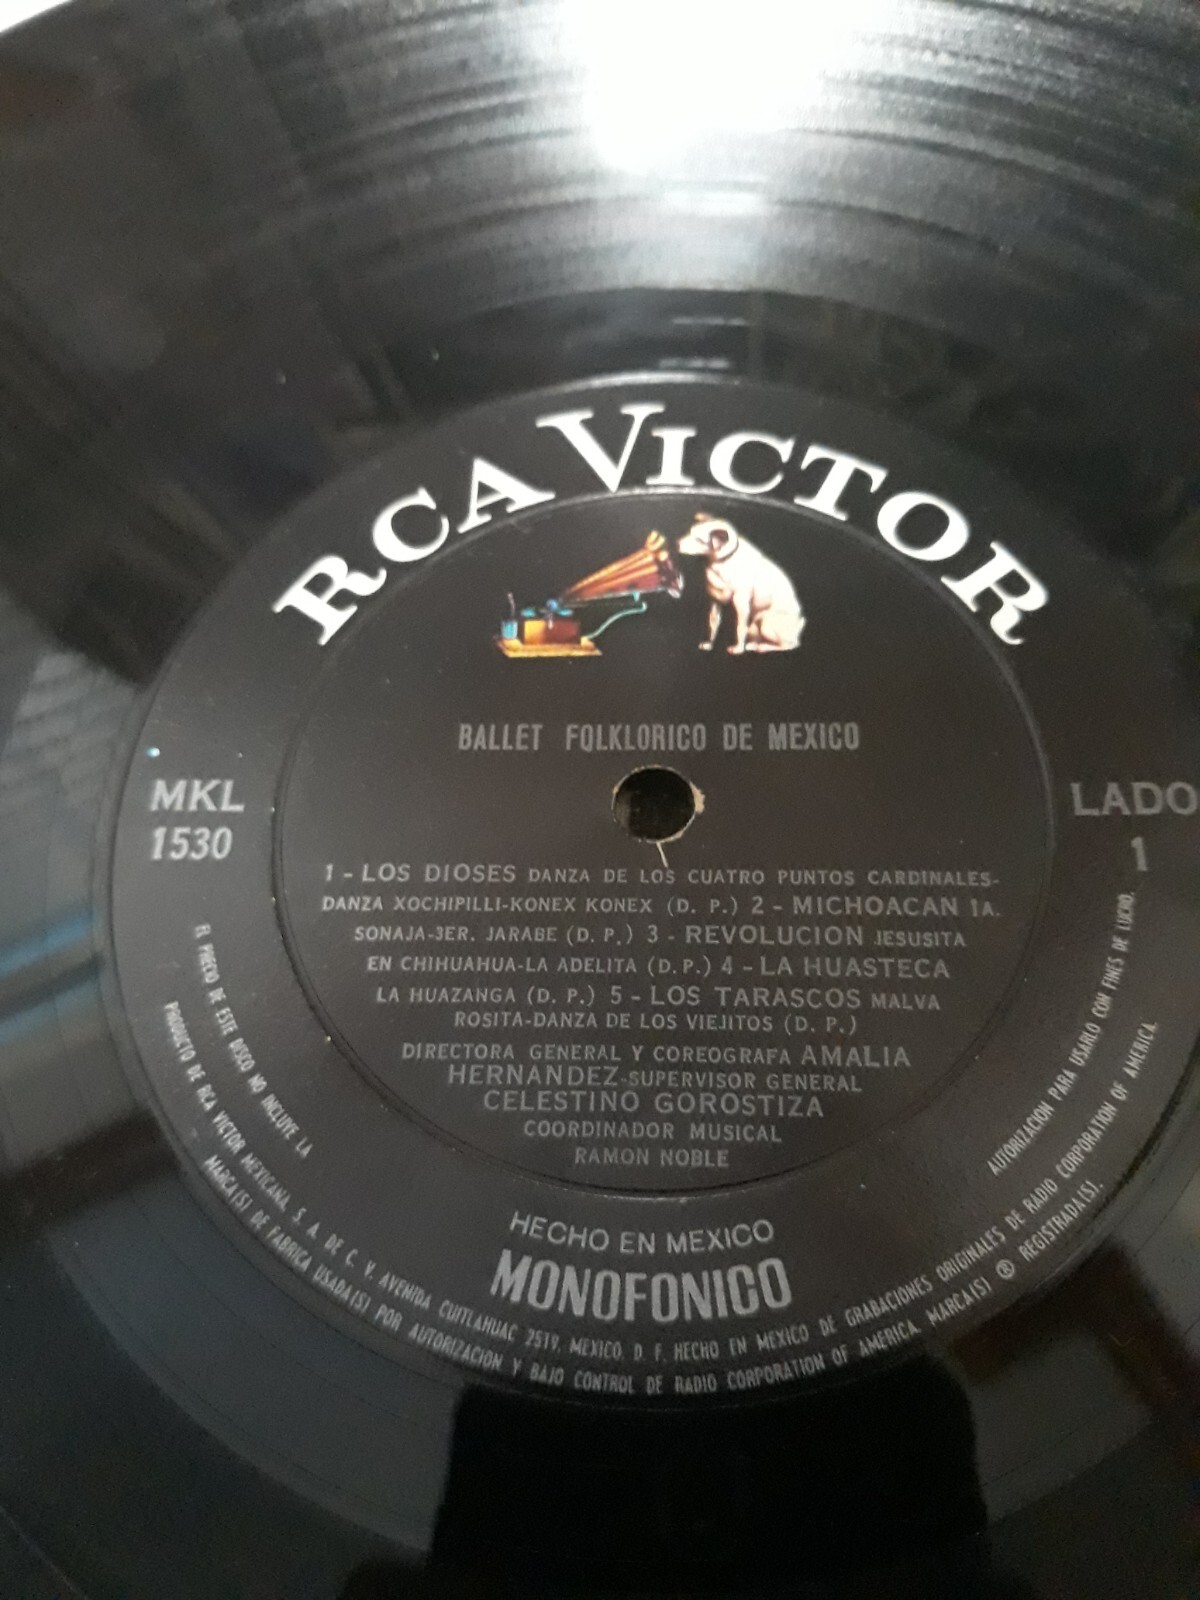 RCA VICTOR
BALLET FOLKLORICO DE MEXICO
MKL
1530
LADO
1
1 - LOS DIOSES DANZA DE LOS CUATRO PUNTOS CARDINALES-
DANZA XOCHIPILLI-KONEX KONEX (D. P.) 2 - MICHOACAN 1A.
SONAJA-3ER. JARABE (D. P.) 3 - REVOLUCION JESUSITA
EN CHIHUAHUA-LA ADELITA (D. P.) 4 - LA HUASTECA
LA HUAZANGA (D. P.) 5 - LOS TARASCOS MALVA
ROSITA-DANZA DE LOS VIEJITOS (D. P.)
DIRECTORA GENERAL Y COREOGRAFA AMALIA
HERNANDEZ-SUPERVISOR GENERAL
CELESTINO GOROSTIZA
COORDINADOR MUSICAL
RAMON NOBLE
HECHO EN MEXICO
MONOFONICO
EL PRECIO DE ESTE DISCO NO INCLUYE LA AUTORIZACION PARA USARLO CON FINES DE LUCRO.
PRODUCTO DE RCA VICTOR MEXICANA, S. A. DE C. V. AVENIDA CUITLAHUAC 2519, MEXICO, D. F. HECHO EN MEXICO DE GRABACIONES ORIGINALES DE RADIO CORPORATION OF AMERICA.
MARCA(S) DE FABRICA USADA(S) POR AUTORIZACION Y BAJO CONTROL DE RADIO CORPORATION OF AMERICA. MARCA(S) ® REGISTRADA(S).